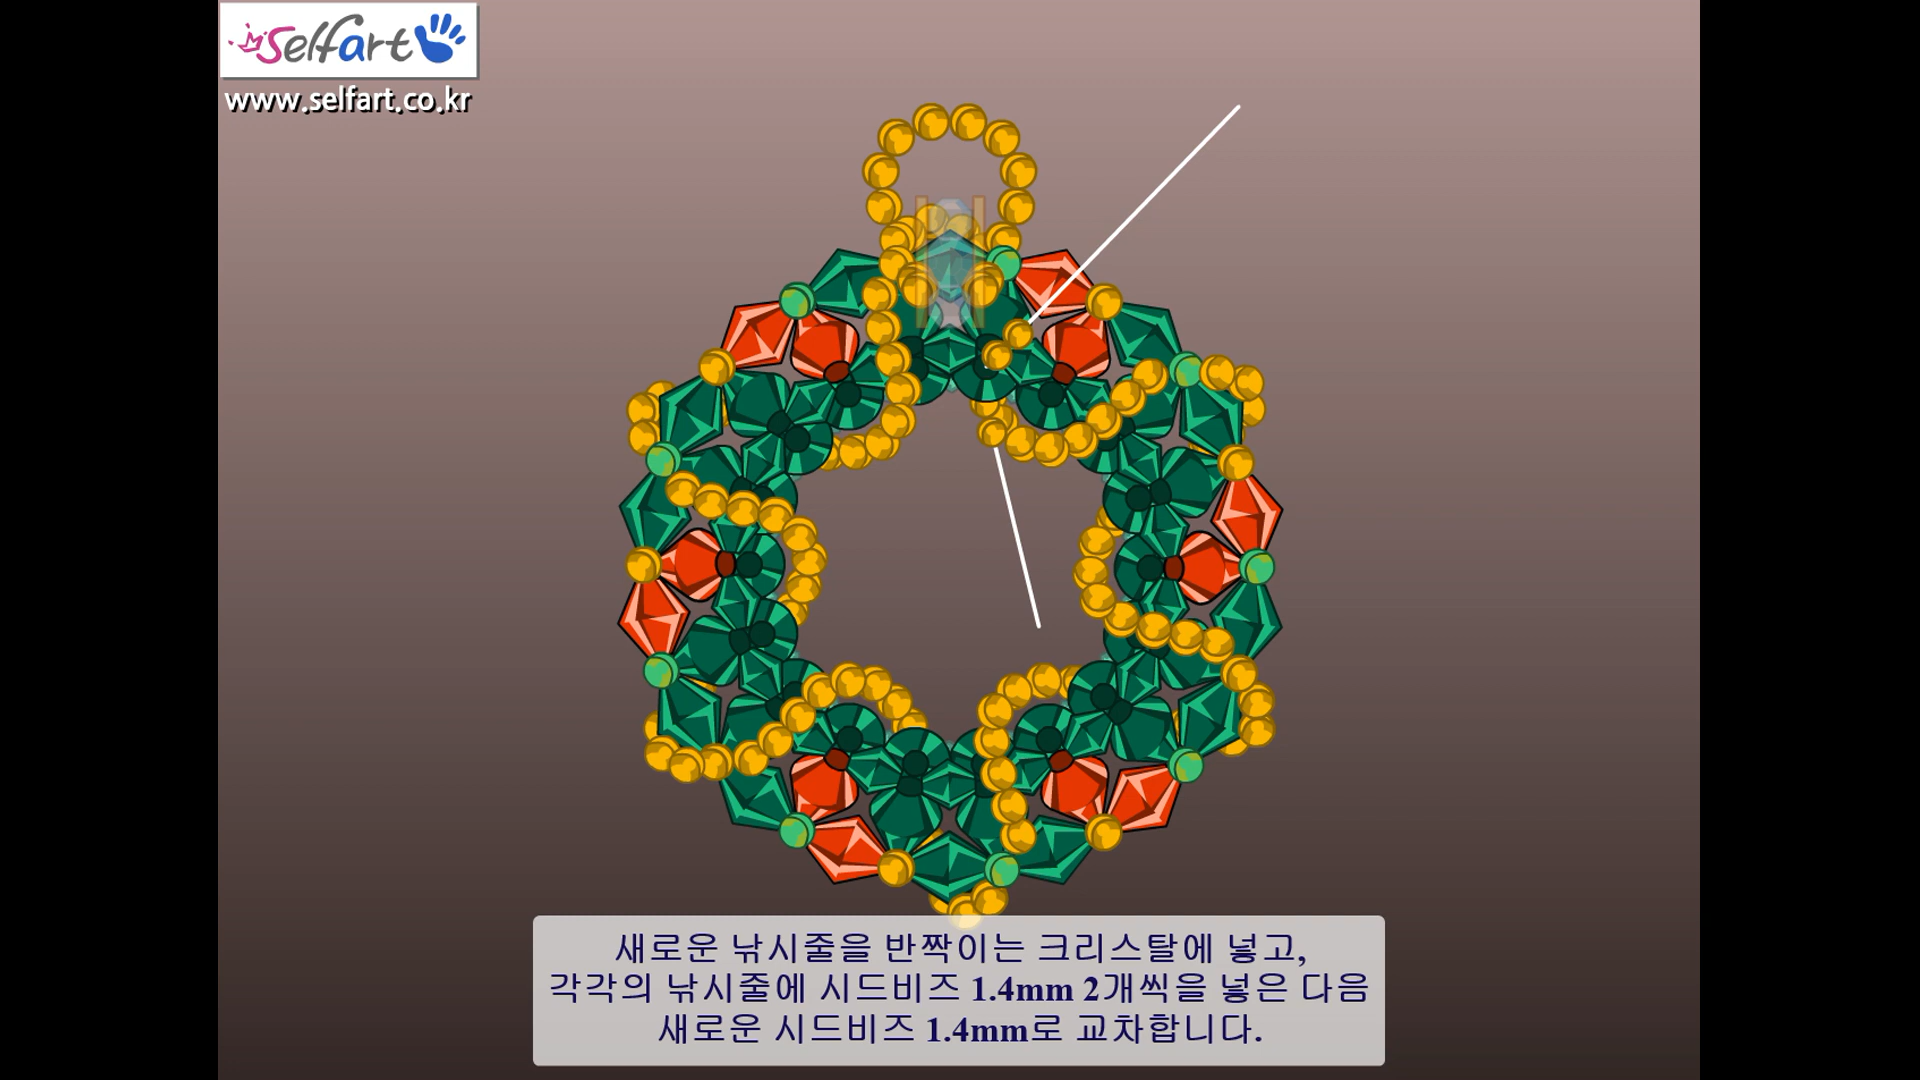 Selfart
www.selfart.co.kr
새로운 낚시줄을 반짝이는 크리스탈에 넣고,
각각의 낚시줄에 시드비즈 1.4mm 2개씩을 넣은 다음
새로운 시드비즈 1.4mm로 교차합니다.